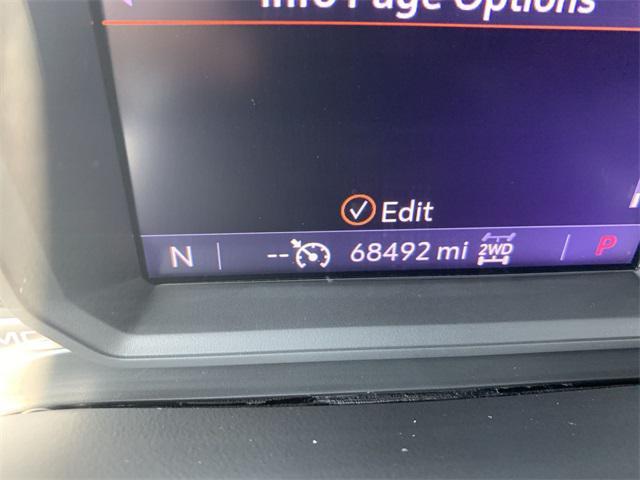 Info Page Options
Edit
N -- 68492 mi 2WD P